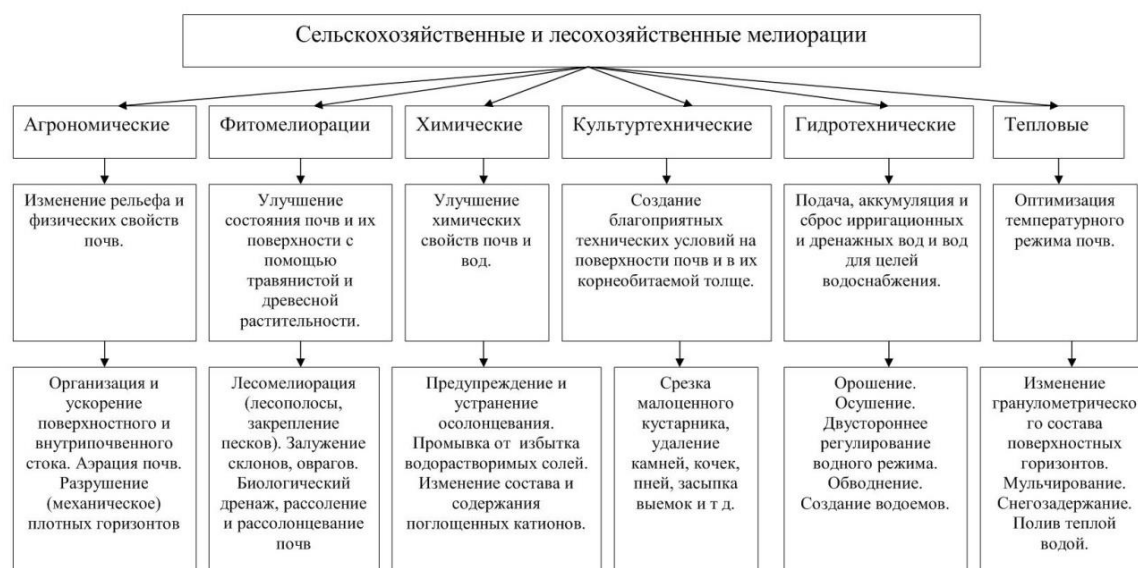 Сельскохозяйственные и лесохозяйственные мелиорации
Агрономические
Фитомелиорации
Химические
Культуртехнические
Гидротехнические
Тепловые
Изменение рельефа и
физических свойств
почв.
Улучшение
состояния почв и их
поверхности с
помощью
травянистой и
древесной
растительности.
Улучшение
химических
свойств почв и
вод.
Создание
благоприятных
технических условий на
поверхности почв и в их
корнеобитаемой толще.
Подача, аккумуляция и
сброс ирригационных
и дренажных вод и вод
для целей
водоснабжения.
Оптимизация
температурного
режима почв.
Организация и
ускорение
поверхностного и
внутрипочвенного
стока. Аэрация почв.
Разрушение
(механическое)
плотных горизонтов
Лесомелиорация
(лесополосы,
закрепление
песков). Залужение
склонов, оврагов.
Биологический
дренаж, рассоление
и рассолонцевание
почв
Предупреждение и
устранение
осолонцевания.
Промывка от избытка
водорастворимых солей.
Изменение состава и
содержания
поглощенных катионов.
Срезка
малоценного
кустарника,
удаление
камней, кочек,
пней, засыпка
выемок и т д.
Орошение.
Осушение.
Двустороннее
регулирование
водного режима.
Обводнение.
Создание водоемов.
Изменение
гранулометрическо
го состава
поверхностных
горизонтов.
Мульчирование.
Снегозадержание.
Полив теплой
водой.